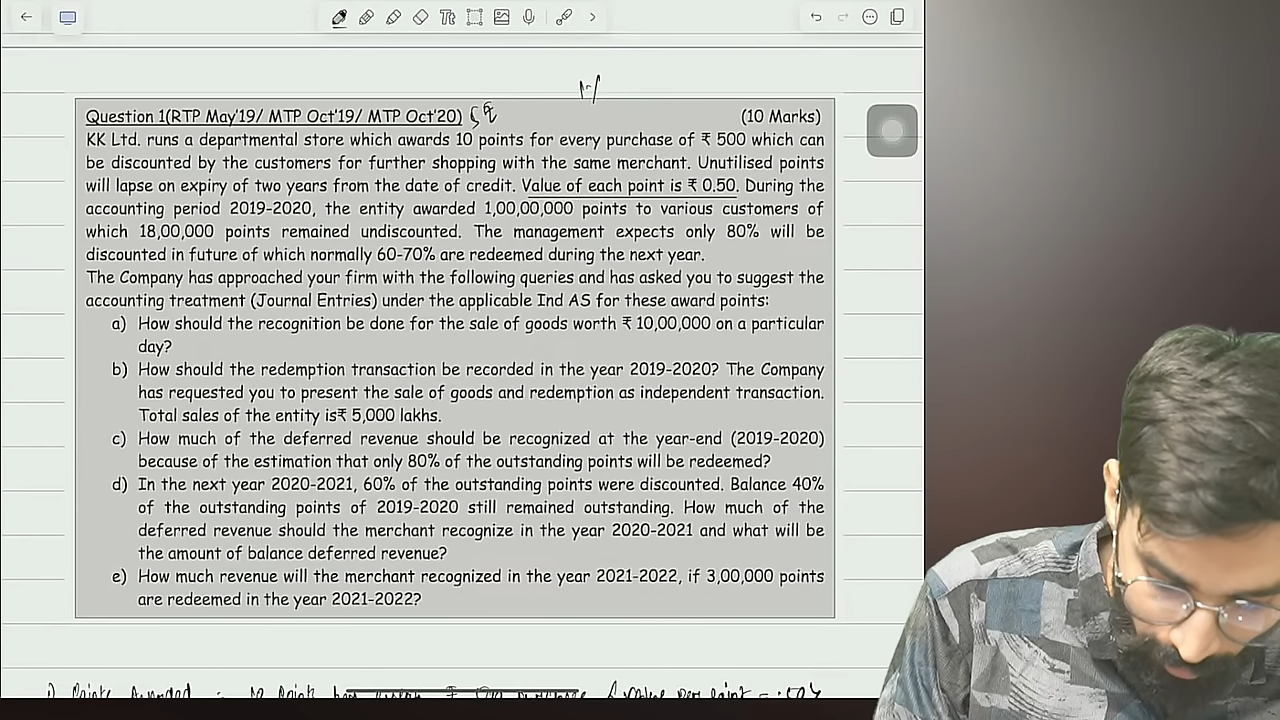 Question 1(RTP May'19/ MTP Oct'19/ MTP Oct'20) (10 Marks)
KK Ltd. runs a departmental store which awards 10 points for every purchase of ₹ 500 which can
be discounted by the customers for further shopping with the same merchant. Unutilised points
will lapse on expiry of two years from the date of credit. Value of each point is ₹ 0.50. During the
accounting period 2019-2020, the entity awarded 1,00,00,000 points to various customers of
which 18,00,000 points remained undiscounted. The management expects only 80% will be
discounted in future of which normally 60-70% are redeemed during the next year.
The Company has approached your firm with the following queries and has asked you to suggest the
accounting treatment (Journal Entries) under the applicable Ind AS for these award points:
a) How should the recognition be done for the sale of goods worth ₹ 10,00,000 on a particular
day?
b) How should the redemption transaction be recorded in the year 2019-2020? The Company
has requested you to present the sale of goods and redemption as independent transaction.
Total sales of the entity is₹ 5,000 lakhs.
c) How much of the deferred revenue should be recognized at the year-end (2019-2020)
because of the estimation that only 80% of the outstanding points will be redeemed?
d) In the next year 2020-2021, 60% of the outstanding points were discounted. Balance 40%
of the outstanding points of 2019-2020 still remained outstanding. How much of the
deferred revenue should the merchant recognize in the year 2020-2021 and what will be
the amount of balance deferred revenue?
e) How much revenue will the merchant recognized in the year 2021-2022, if 3,00,000 points
are redeemed in the year 2021-2022?